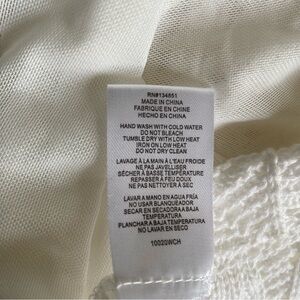 RN#134851
MADE IN CHINA
FABRIQUE EN CHINE
HECHO EN CHINA
HAND WASH WITH COLD WATER
DO NOT BLEACH
TUMBLE DRY WITH LOW HEAT
IRON ON LOW HEAT
DO NOT DRY CLEAN
LAVAGE À LA MAIN À L'EAU FROIDE
NE PAS JAVELLISER
SÉCHER À BASSE TEMPÉRATURE
REPASSER À FEU DOUX
NE PAS NETTOYER À SEC
LAVAR A MANO EN AGUA FRÍA
NO USAR BLANQUEADOR
SECAR EN SECADORA A BAJA
TEMPERATURA
PLANCHAR A BAJA TEMPERATURA
NO LAVAR EN SECO
10020WCH